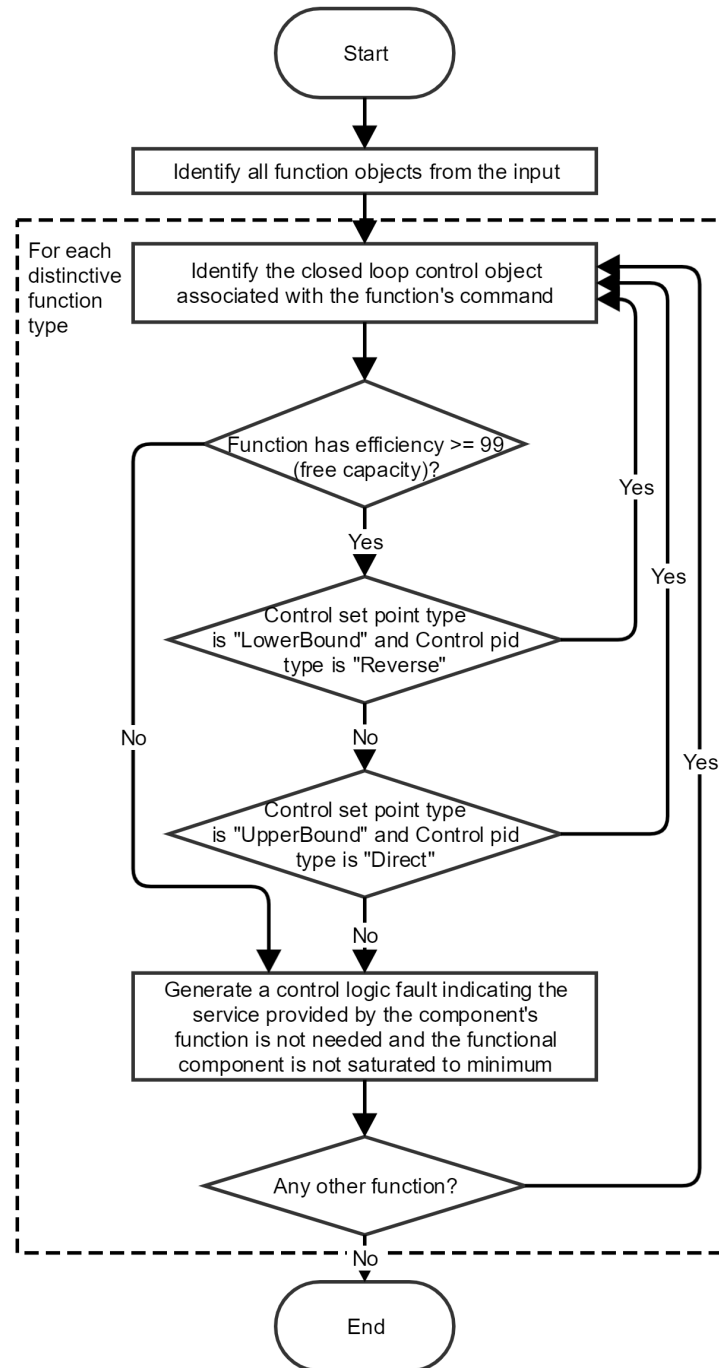 Start
Identify all function objects from the input
For each
distinctive
function
type
Identify the closed loop control object
associated with the function's command
Function has efficiency >= 99
(free capacity)?
Yes
Yes
Control set point type
is "LowerBound" and Control pid
type is "Reverse"
Yes
No
No
Yes
Control set point type
is "UpperBound" and Control pid
type is "Direct"
No
Generate a control logic fault indicating the
service provided by the component's
function is not needed and the functional
component is not saturated to minimum
Any other function?
No
End